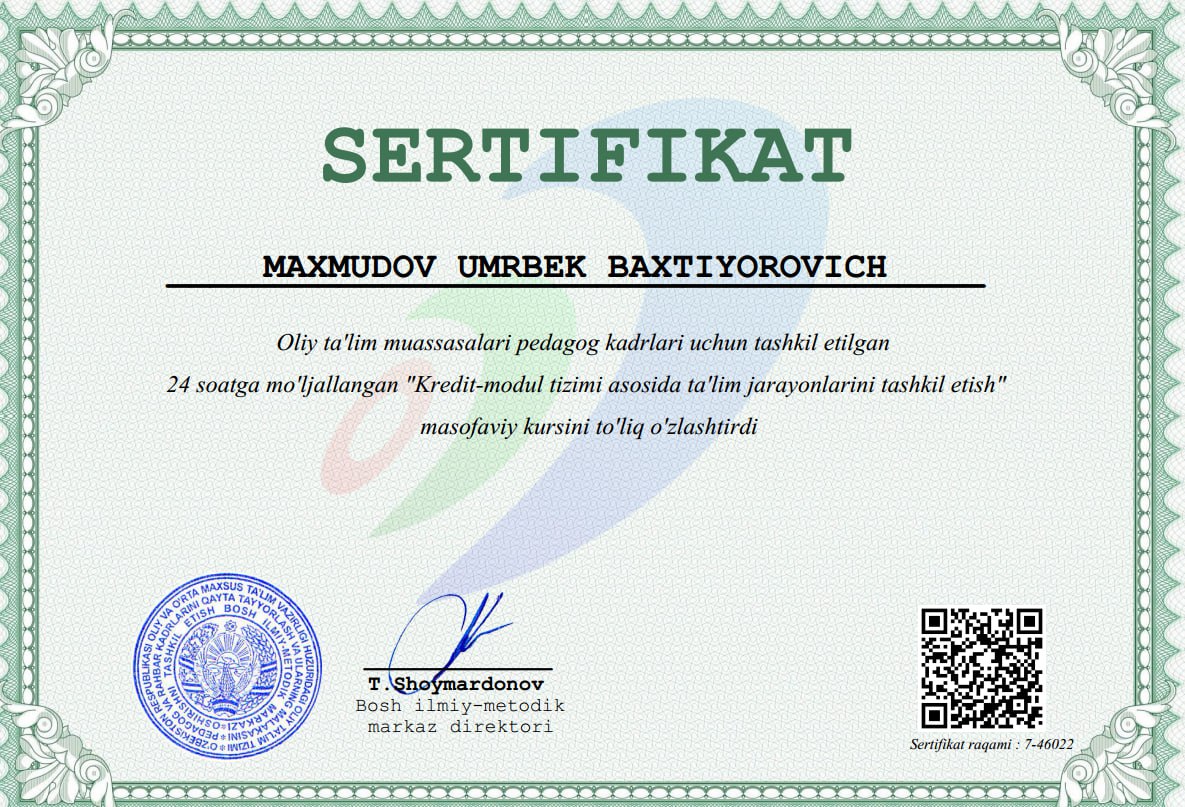 SERTIFIKAT
MAXMUDOV UMRBEK BAXTIYOROVICH
Oliy ta'lim muassasalari pedagog kadrlari uchun tashkil etilgan
24 soatga mo'ljallangan "Kredit-modul tizimi asosida ta'lim jarayonlarini tashkil etish"
masofaviy kursini to'liq o'zlashtirdi
O'ZBEKISTON RESPUBLIKASI OLIY VA O'RTA MAXSUS TA'LIM VAZIRLIGI HUZURIDAGI OLIY TA'LIM TIZIMI
PEDAGOG VA RAHBAR KADRLARINI QAYTA TAYYORLASH VA ULARNING MALAKASINI OSHIRISHNI
TASHKIL ETISH BOSH ILMIY-METODIK MARKAZI
T.Shoymardonov
Bosh ilmiy-metodik
markaz direktori
Sertifikat raqami : 7-46022